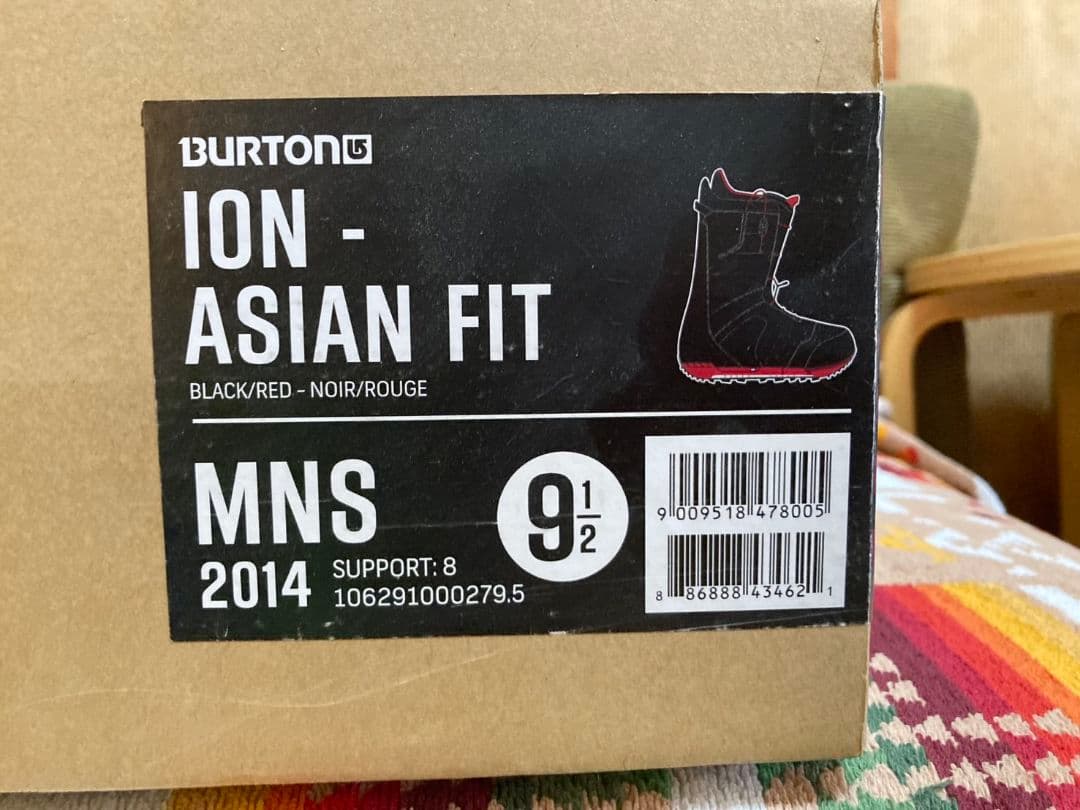 BURTON
ION -
ASIAN FIT
BLACK/RED - NOIR/ROUGE
MNS
9 1/2
2014
SUPPORT: 8
106291000279.5
9 009518 478005
8 86888 43462 1